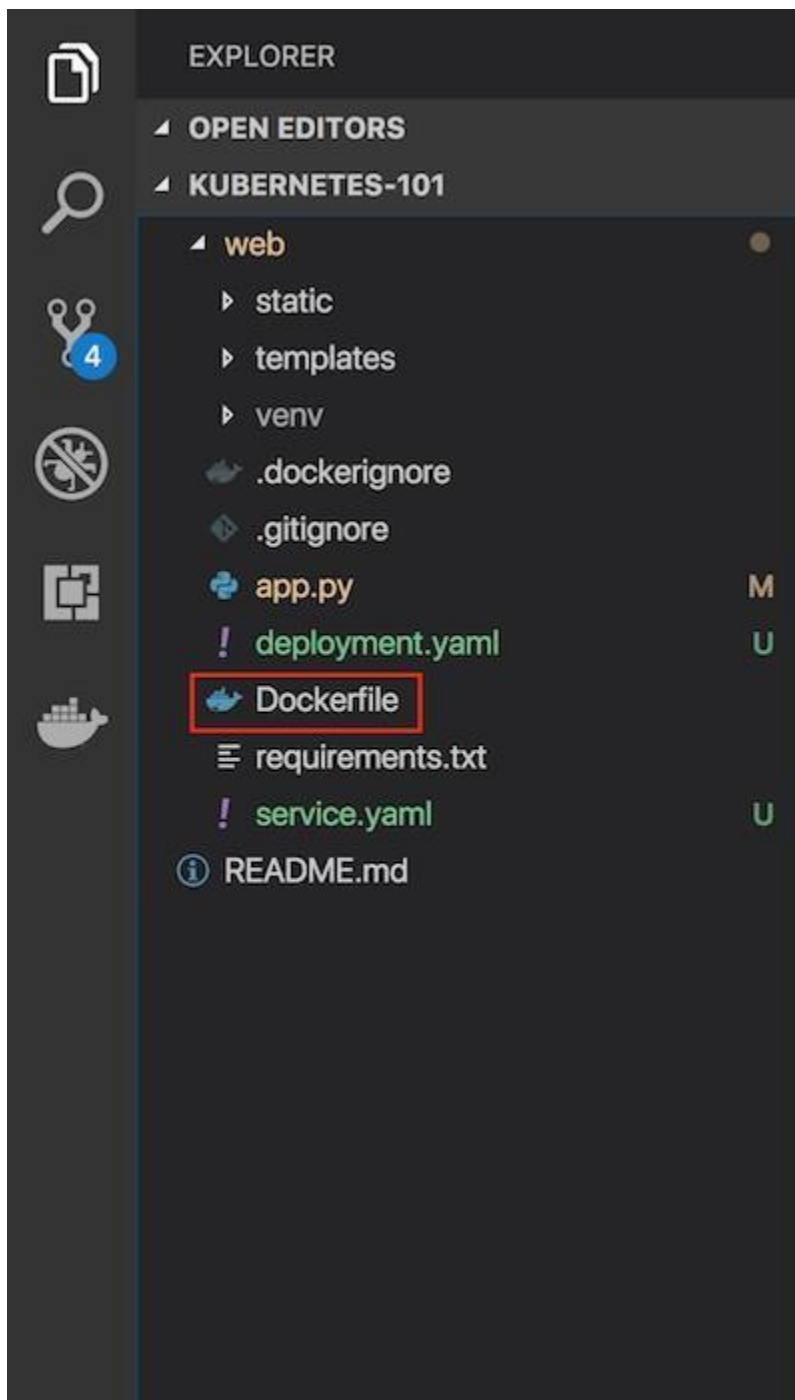 EXPLORER
OPEN EDITORS
KUBERNETES-101
web
static
templates
4
venv
.dockerignore
.gitignore
app.py M
deployment.yaml U
Dockerfile
requirements.txt
service.yaml U
README.md